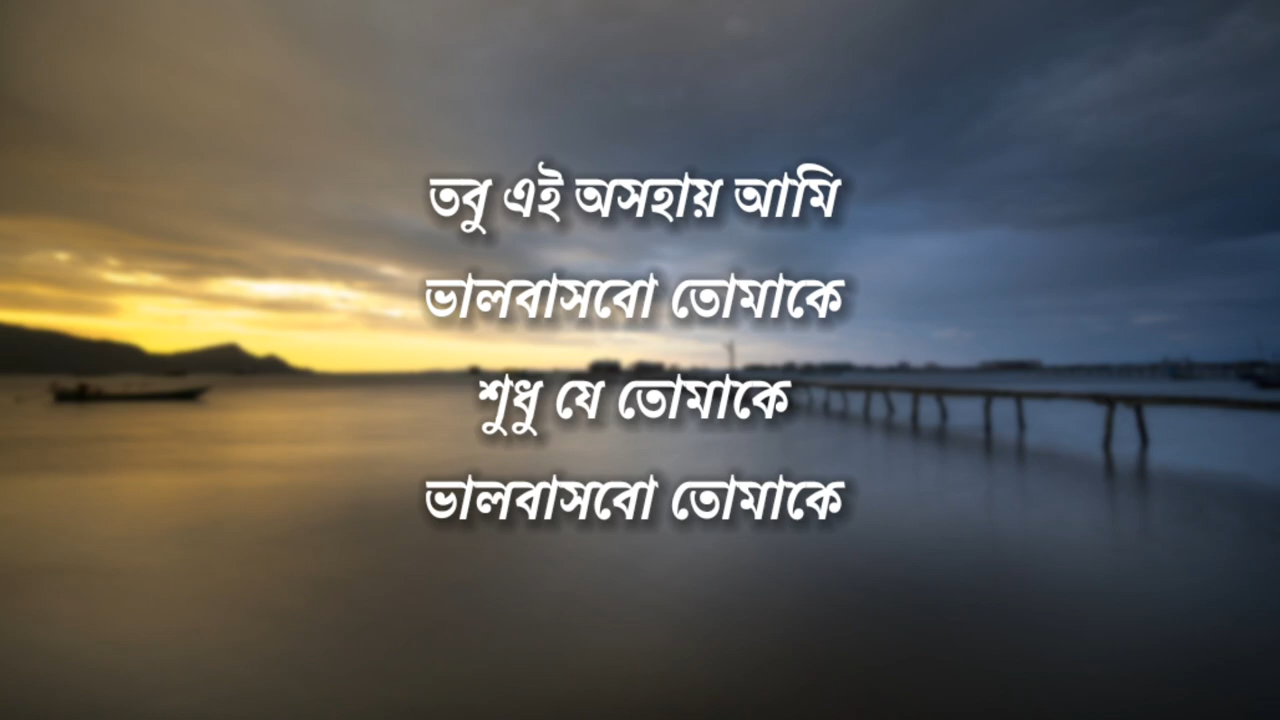 তবু এই অসহায় আমি
ভালবাসবো তোমাকে
শুধু যে তোমাকে
ভালবাসবো তোমাকে